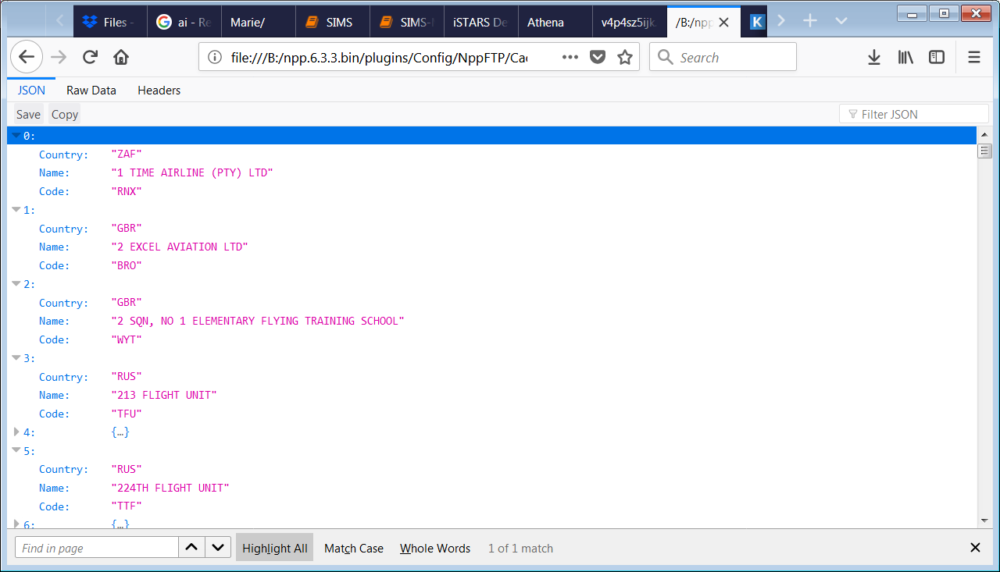 Files - ai - Re Marie/ SIMS SIMS- iSTARS De Athena v4p4sz5ijk /B:/npp K
file:///B:/npp.6.3.3.bin/plugins/Config/NppFTP/Cac Search
JSON Raw Data Headers
Save Copy Filter JSON
0:
Country: "ZAF"
Name: "1 TIME AIRLINE (PTY) LTD"
Code: "RNX"
1:
Country: "GBR"
Name: "2 EXCEL AVIATION LTD"
Code: "BRO"
2:
Country: "GBR"
Name: "2 SQN, NO 1 ELEMENTARY FLYING TRAINING SCHOOL"
Code: "WYT"
3:
Country: "RUS"
Name: "213 FLIGHT UNIT"
Code: "TFU"
4: {…}
5:
Country: "RUS"
Name: "224TH FLIGHT UNIT"
Code: "TTF"
6: {…}
Find in page Highlight All Match Case Whole Words 1 of 1 match